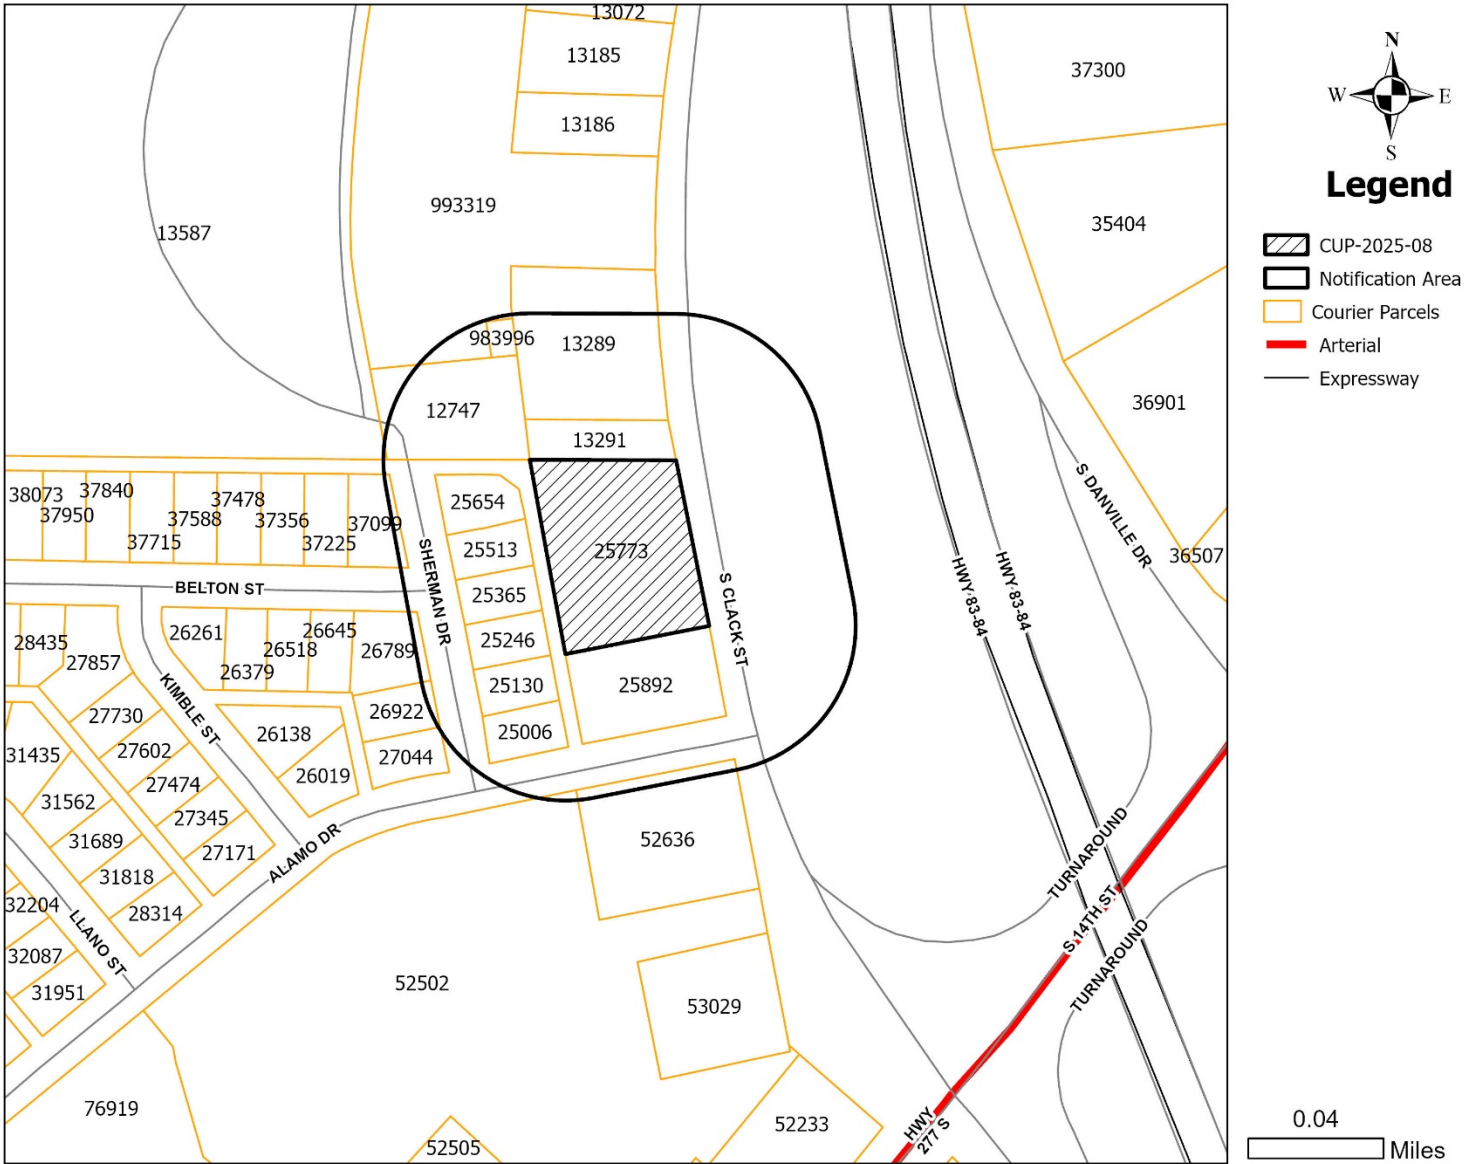 13072
13185
37300
13186
993319
35404
13587
983996
13289
36901
12747
13291
38073
37950
37840
37715
37588
37478
37356
37225
37099
25654
25513
25773
36507
S DANVILLE DR
HWY 83-84
HWY 83-84
SHERMAN DR
S CLACK ST
BELTON ST
25365
28435
27857
26261
26379
26518
26645
26789
25246
25130
25892
KIMBLE ST
27730
26922
25006
26138
27602
27044
31435
26019
27474
31562
27345
31689
27171
ALAMO DR
52636
31818
TURNAROUND
32204
28314
S 14TH ST
LLANO ST
TURNAROUND
32087
31951
52502
53029
76919
52505
52233
HWY
277 S
N
W
E
S
Legend
CUP-2025-08
Notification Area
Courier Parcels
Arterial
Expressway
0.04
Miles